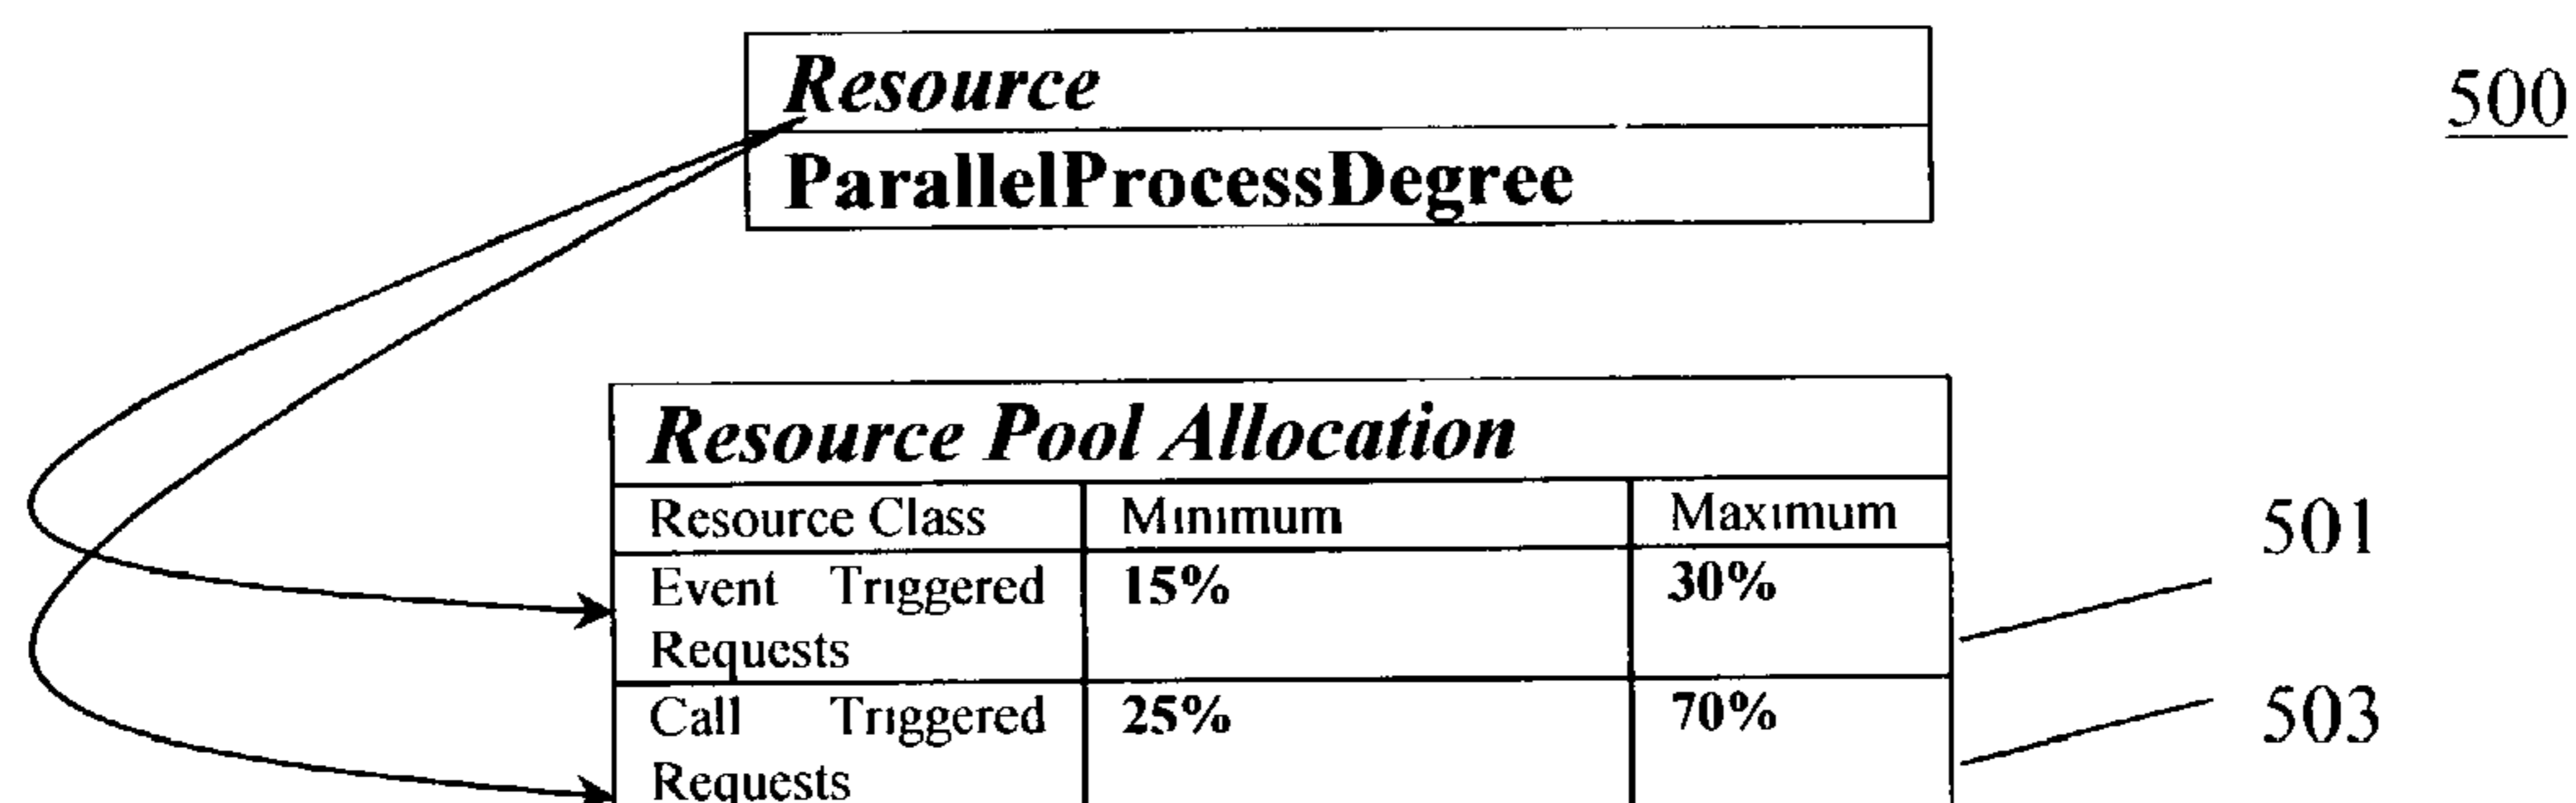 Resource
500
ParallelProcessDegree
Resource Pool Allocation
Resource Class Minimum Maximum
501
Event Triggered 15% 30%
Requests
Call Triggered 25% 70%
503
Requests